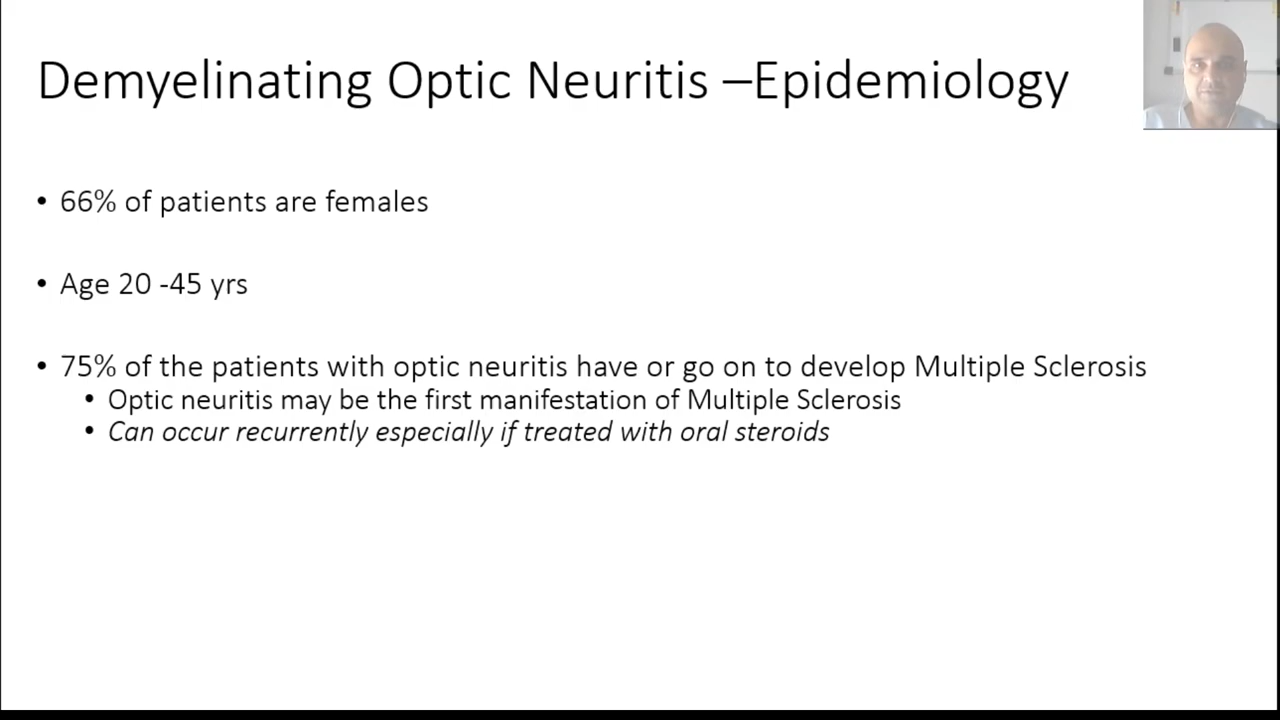 Demyelinating Optic Neuritis –Epidemiology
• 66% of patients are females
• Age 20 -45 yrs
• 75% of the patients with optic neuritis have or go on to develop Multiple Sclerosis
• Optic neuritis may be the first manifestation of Multiple Sclerosis
• Can occur recurrently especially if treated with oral steroids